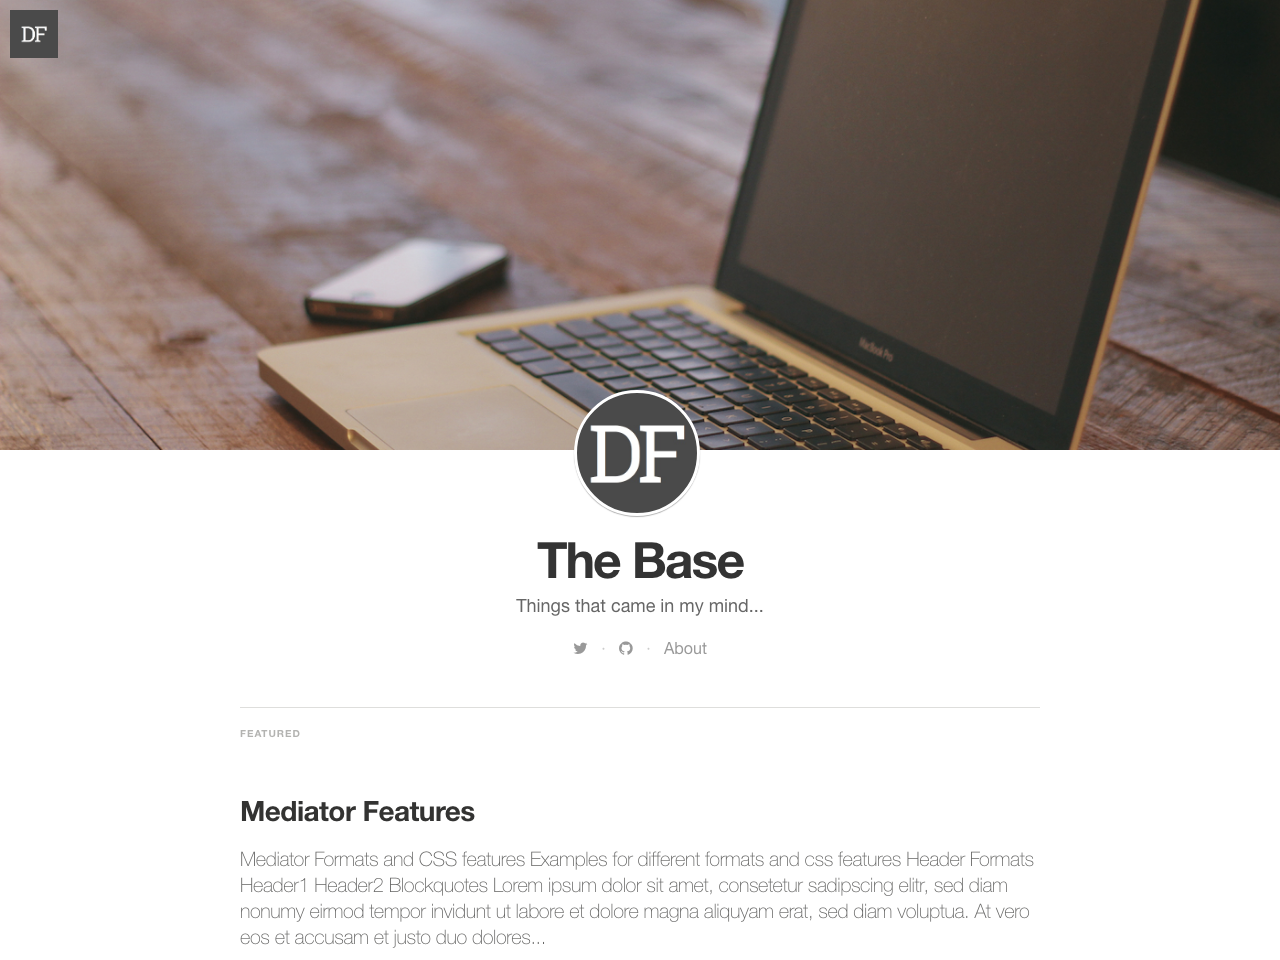 DF
MacBook Pro
DF
The Base
Things that came in my mind...
· · About
FEATURED
Mediator Features
Mediator Formats and CSS features Examples for different formats and css features Header Formats
Header1 Header2 Blockquotes Lorem ipsum dolor sit amet, consetetur sadipscing elitr, sed diam
nonumy eirmod tempor invidunt ut labore et dolore magna aliquyam erat, sed diam voluptua. At vero
eos et accusam et justo duo dolores...